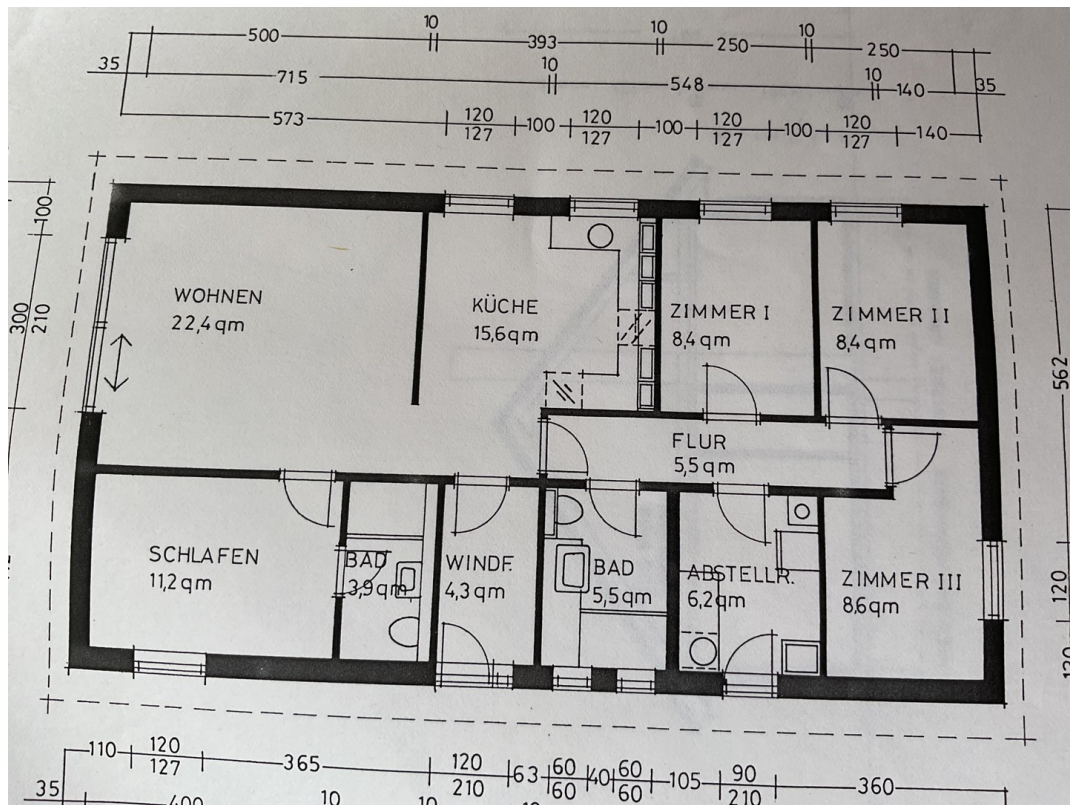 10 10 10
500 393 250 250
35 10 10 35
715 548 140
573 120 100 120 100 120 100 120 140
127 127 127 127
100
300
210
WOHNEN
22,4 qm
KÜCHE
15,6 qm
ZIMMER I
8,4 qm
ZIMMER II
8,4 qm
562
FLUR
5,5 qm
SCHLAFEN
11,2 qm
BAD
3,9 qm
WINDF.
4,3 qm
BAD
5,5 qm
ABSTELLR.
6,2 qm
ZIMMER III
8,6 qm
120
120
110 120 365 120 63 60 40 60 105 90 360
127 210 60 60 210
35 400 10 10 10